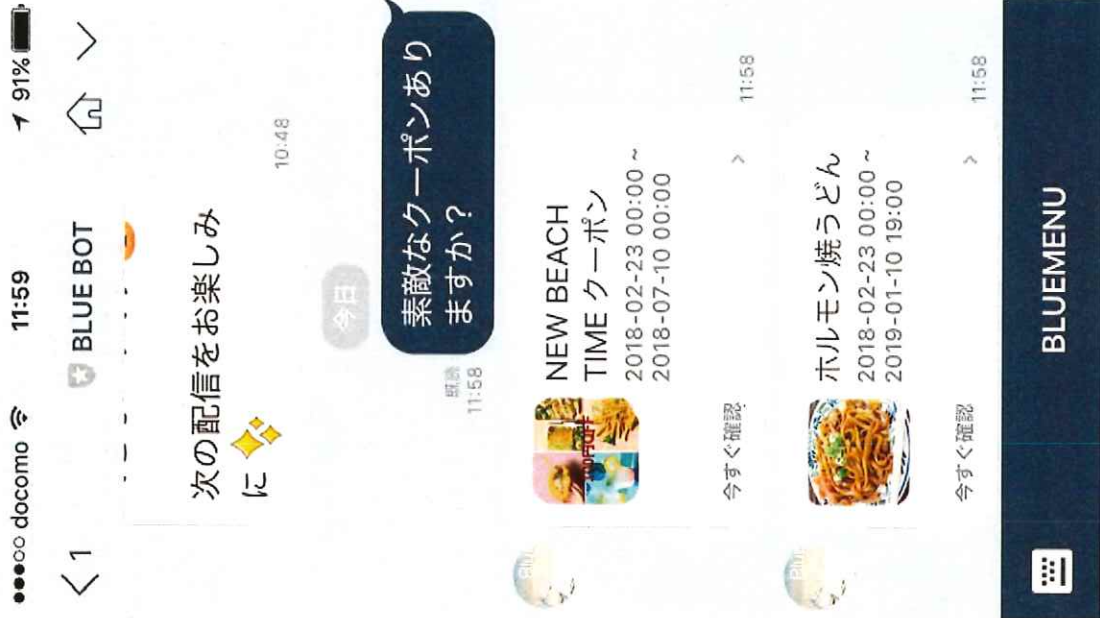 docomo 11:59 91%
1 BLUE BOT
次の配信をお楽しみ
に
10:48
今日
素敵なクーポンあり
ますか？
既読
11:58
NEW BEACH
TIME クーポン
2018-02-23 00:00 ~
2018-07-10 00:00
今すぐ確認 >
11:58
ホルモン焼うどん
2018-02-23 00:00 ~
2019-01-10 19:00
今すぐ確認 >
11:58
BLUEMENU